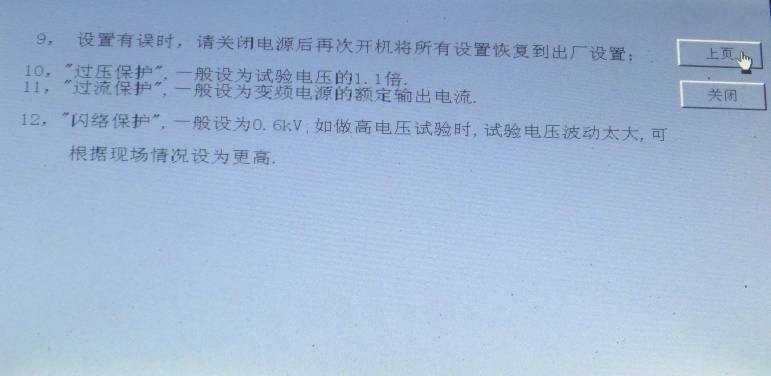 9， 设置有误时，请关闭电源后再次开机将所有设置恢复到出厂设置；
上页
10，"过压保护"，一般设为试验电压的1.1倍.
11，"过流保护"，一般设为变频电源的额定输出电流.
关闭
12，"闪络保护"，一般设为0.6kV，如做高电压试验时，试验电压波动太大，可
根据现场情况设为更高.